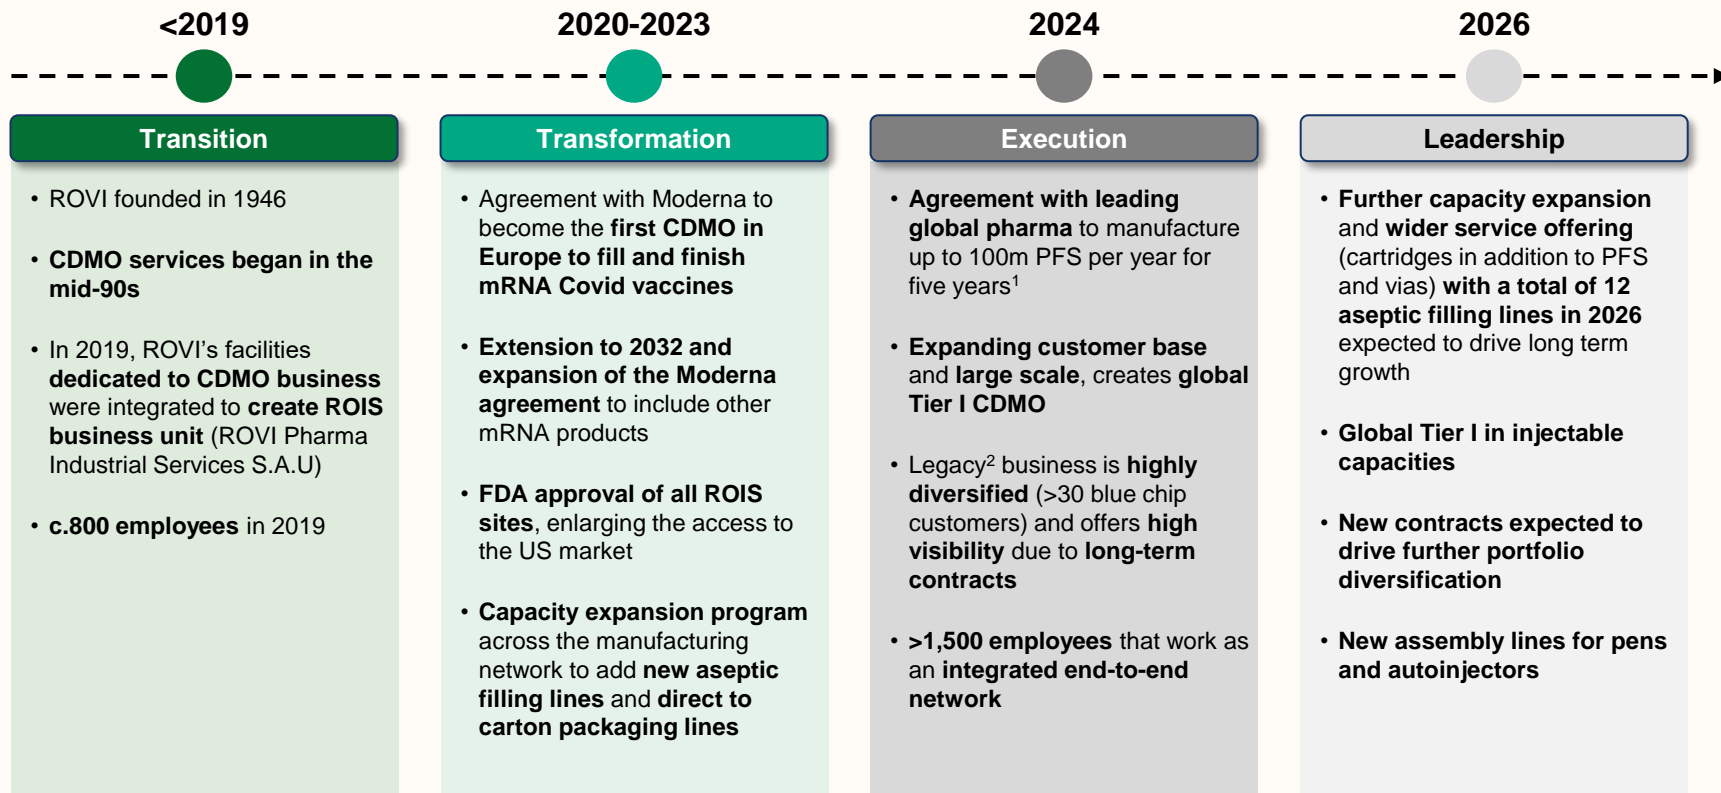 <2019
Transition
• ROVI founded in 1946
• CDMO services began in the
mid-90s
• In 2019, ROVI's facilities
dedicated to CDMO business
were integrated to create ROIS
business unit (ROVI Pharma
Industrial Services S.A.U)
• c.800 employees in 2019
2020-2023
Transformation
• Agreement with Moderna to
become the first CDMO in
Europe to fill and finish
mRNA Covid vaccines
• Extension to 2032 and
expansion of the Moderna
agreement to include other
mRNA products
• FDA approval of all ROIS
sites, enlarging the access to
the US market
• Capacity expansion program
across the manufacturing
network to add new aseptic
filling lines and direct to
carton packaging lines
2024
Execution
• Agreement with leading
global pharma to manufacture
up to 100m PFS per year for
five years¹
• Expanding customer base
and large scale, creates global
Tier I CDMO
• Legacy² business is highly
diversified (>30 blue chip
customers) and offers high
visibility due to long-term
contracts
• >1,500 employees that work as
an integrated end-to-end
network
2026
Leadership
• Further capacity expansion
and wider service offering
(cartridges in addition to PFS
and vias) with a total of 12
aseptic filling lines in 2026
expected to drive long term
growth
• Global Tier I in injectable
capacities
• New contracts expected to
drive further portfolio
diversification
• New assembly lines for pens
and autoinjectors